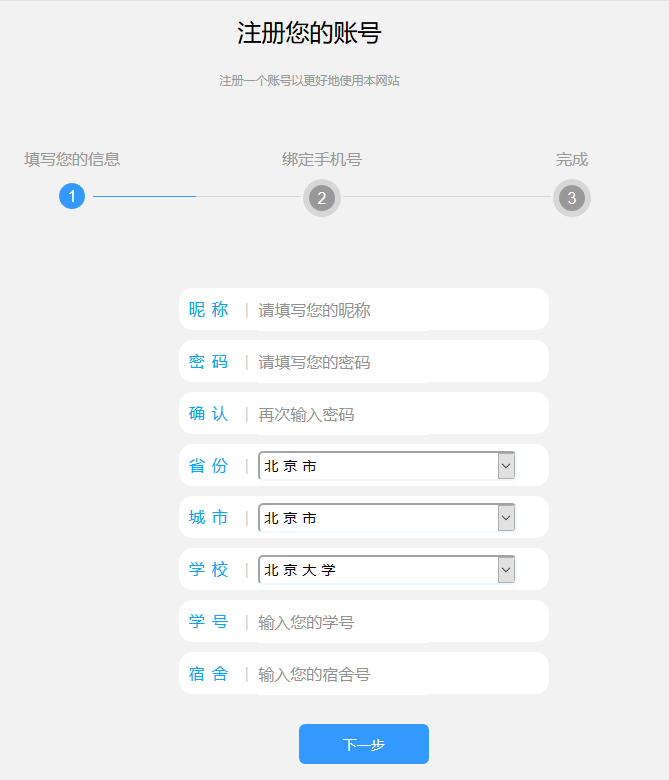 注册您的账号
注册一个账号以更好地使用本网站
填写您的信息 绑定手机号 完成
1 2 3
昵 称 | 请填写您的昵称
密 码 | 请填写您的密码
确 认 | 再次输入密码
省 份 | 北京市
城 市 | 北京市
学 校 | 北京大学
学 号 | 输入您的学号
宿 舍 | 输入您的宿舍号
下一步